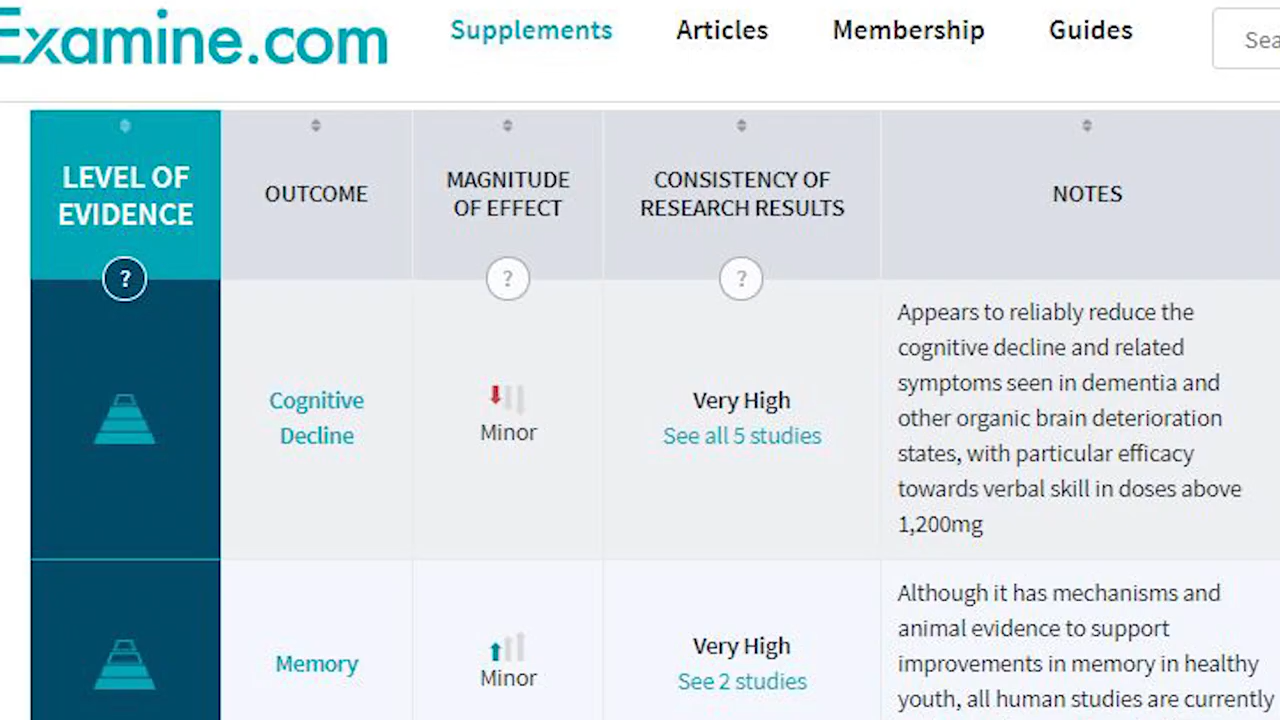 Examine.com
Supplements Articles Membership Guides
Sea
LEVEL OF
EVIDENCE
?
OUTCOME
MAGNITUDE
OF EFFECT
?
CONSISTENCY OF
RESEARCH RESULTS
?
NOTES
Cognitive
Decline
Minor
Very High
See all 5 studies
Appears to reliably reduce the
cognitive decline and related
symptoms seen in dementia and
other organic brain deterioration
states, with particular efficacy
towards verbal skill in doses above
1,200mg
Memory
Minor
Very High
See 2 studies
Although it has mechanisms and
animal evidence to support
improvements in memory in healthy
youth, all human studies are currently